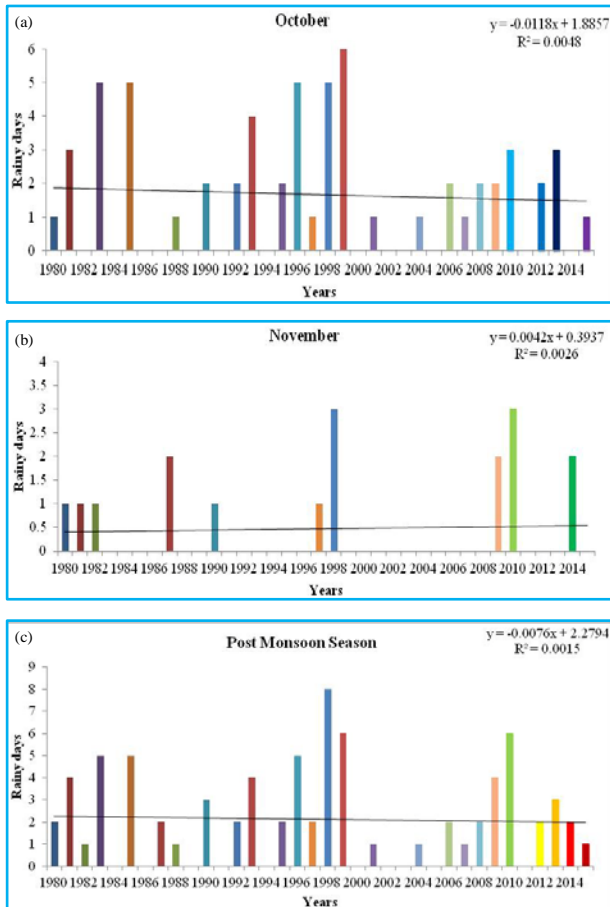 (a)
October
y = -0.0118x + 1.8857
R² = 0.0048
Rainy days
6
5
4
3
2
1
0
1980 1982 1984 1986 1988 1990 1992 1994 1996 1998 2000 2002 2004 2006 2008 2010 2012 2014
Years
(b)
November
y = 0.0042x + 0.3937
R² = 0.0026
Rainy days
4
3.5
3
2.5
2
1.5
1
0.5
0
1980 1982 1984 1986 1988 1990 1992 1994 1996 1998 2000 2002 2004 2006 2008 2010 2012 2014
Years
(c)
Post Monsoon Season
y = -0.0076x + 2.2794
R² = 0.0015
Rainy days
9
8
7
6
5
4
3
2
1
0
1980 1982 1984 1986 1988 1990 1992 1994 1996 1998 2000 2002 2004 2006 2008 2010 2012 2014
Years